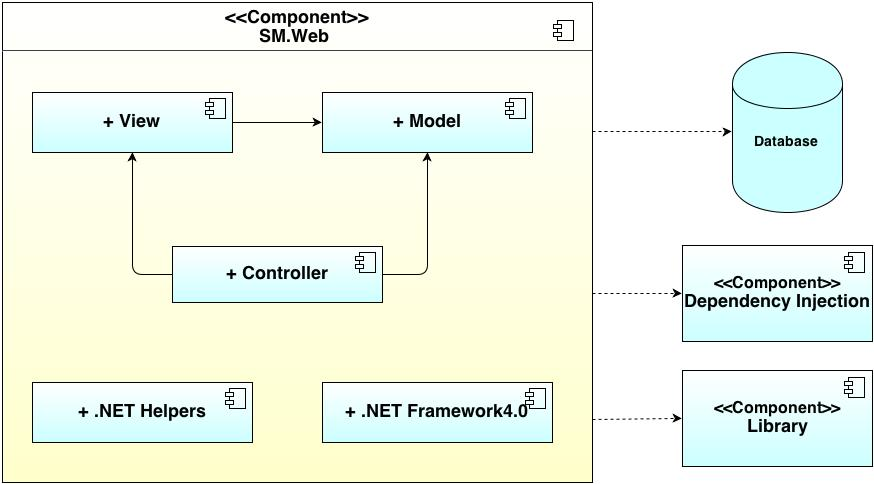 <<Component>>
SM.Web
+ View
+ Model
Database
+ Controller
<<Component>>
Dependency Injection
+ .NET Helpers
+ .NET Framework4.0
<<Component>>
Library